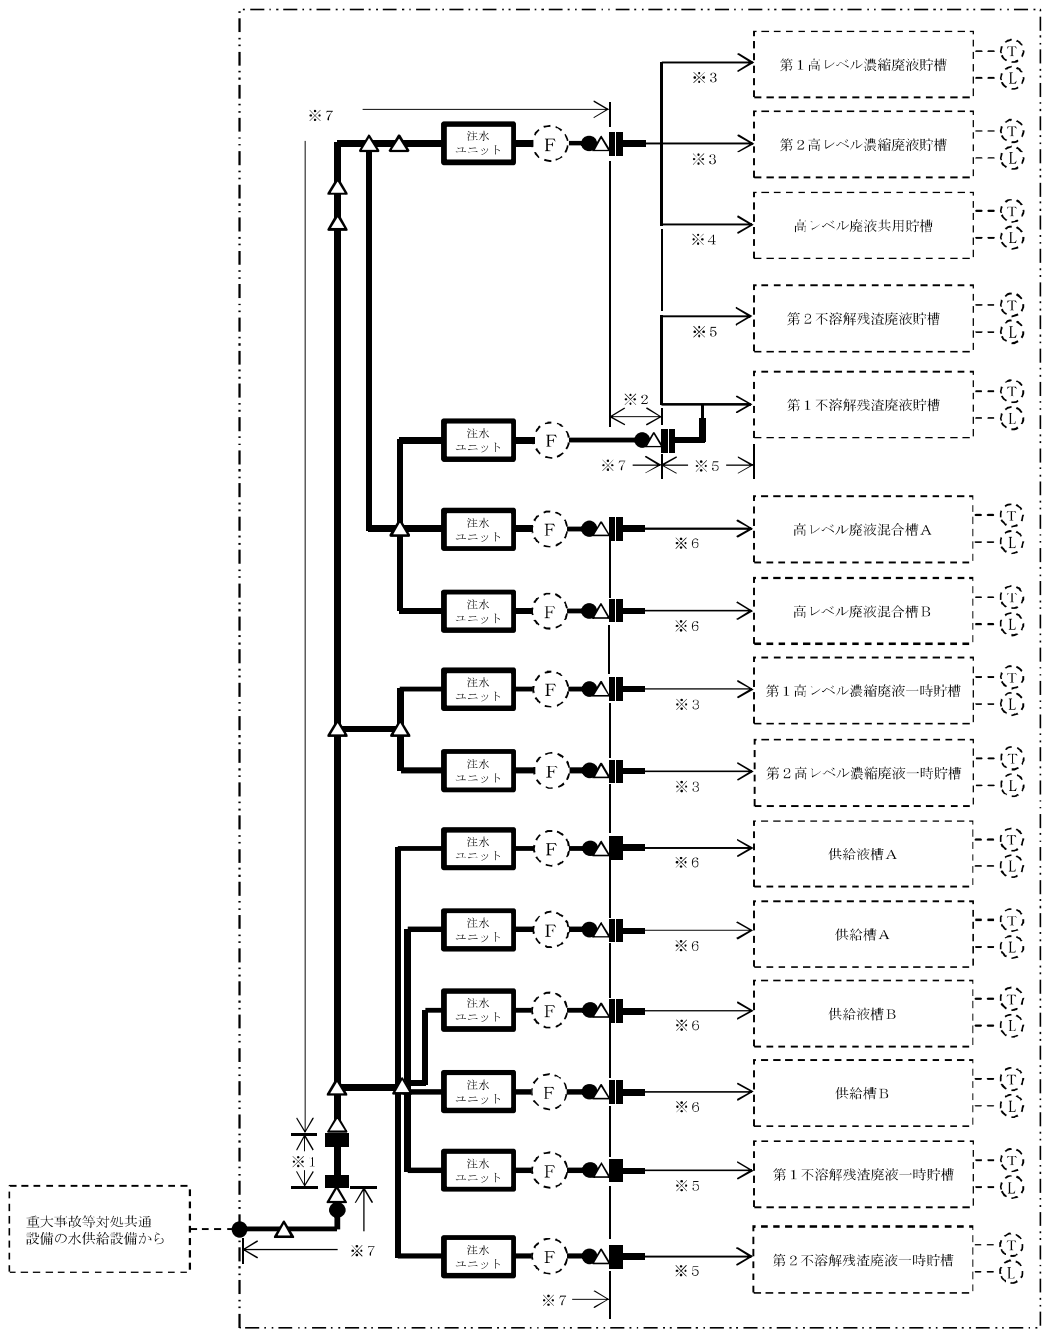 第１高レベル濃縮廃液貯槽
T
L
※3
※7
注水
ユニット
F
第２高レベル濃縮廃液貯槽
T
L
※3
高レベル廃液共用貯槽
T
L
※4
第２不溶解残渣廃液貯槽
T
L
※5
第１不溶解残渣廃液貯槽
T
L
※2
注水
ユニット
F
※7
※5
注水
ユニット
F
高レベル廃液混合槽A
T
L
※6
注水
ユニット
F
高レベル廃液混合槽B
T
L
※6
注水
ユニット
F
第１高レベル濃縮廃液一時貯槽
T
L
※3
注水
ユニット
F
第２高レベル濃縮廃液一時貯槽
T
L
※3
注水
ユニット
F
供給液槽A
T
L
※6
注水
ユニット
F
供給槽A
T
L
※6
注水
ユニット
F
供給液槽B
T
L
※6
注水
ユニット
F
供給槽B
T
L
※6
※1
注水
ユニット
F
第１不溶解残渣廃液一時貯槽
T
L
※5
重大事故等対処共通
設備の水供給設備から
※7
注水
ユニット
F
第２不溶解残渣廃液一時貯槽
T
L
※5
※7